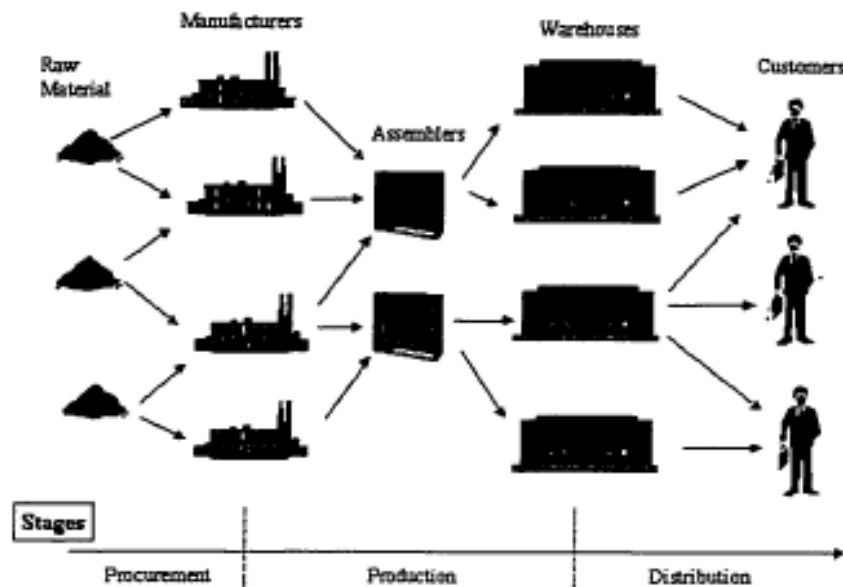 Manufacturers
Warehouses
Raw
Material
Customers
Assemblers
Stages
Procurement
Production
Distribution